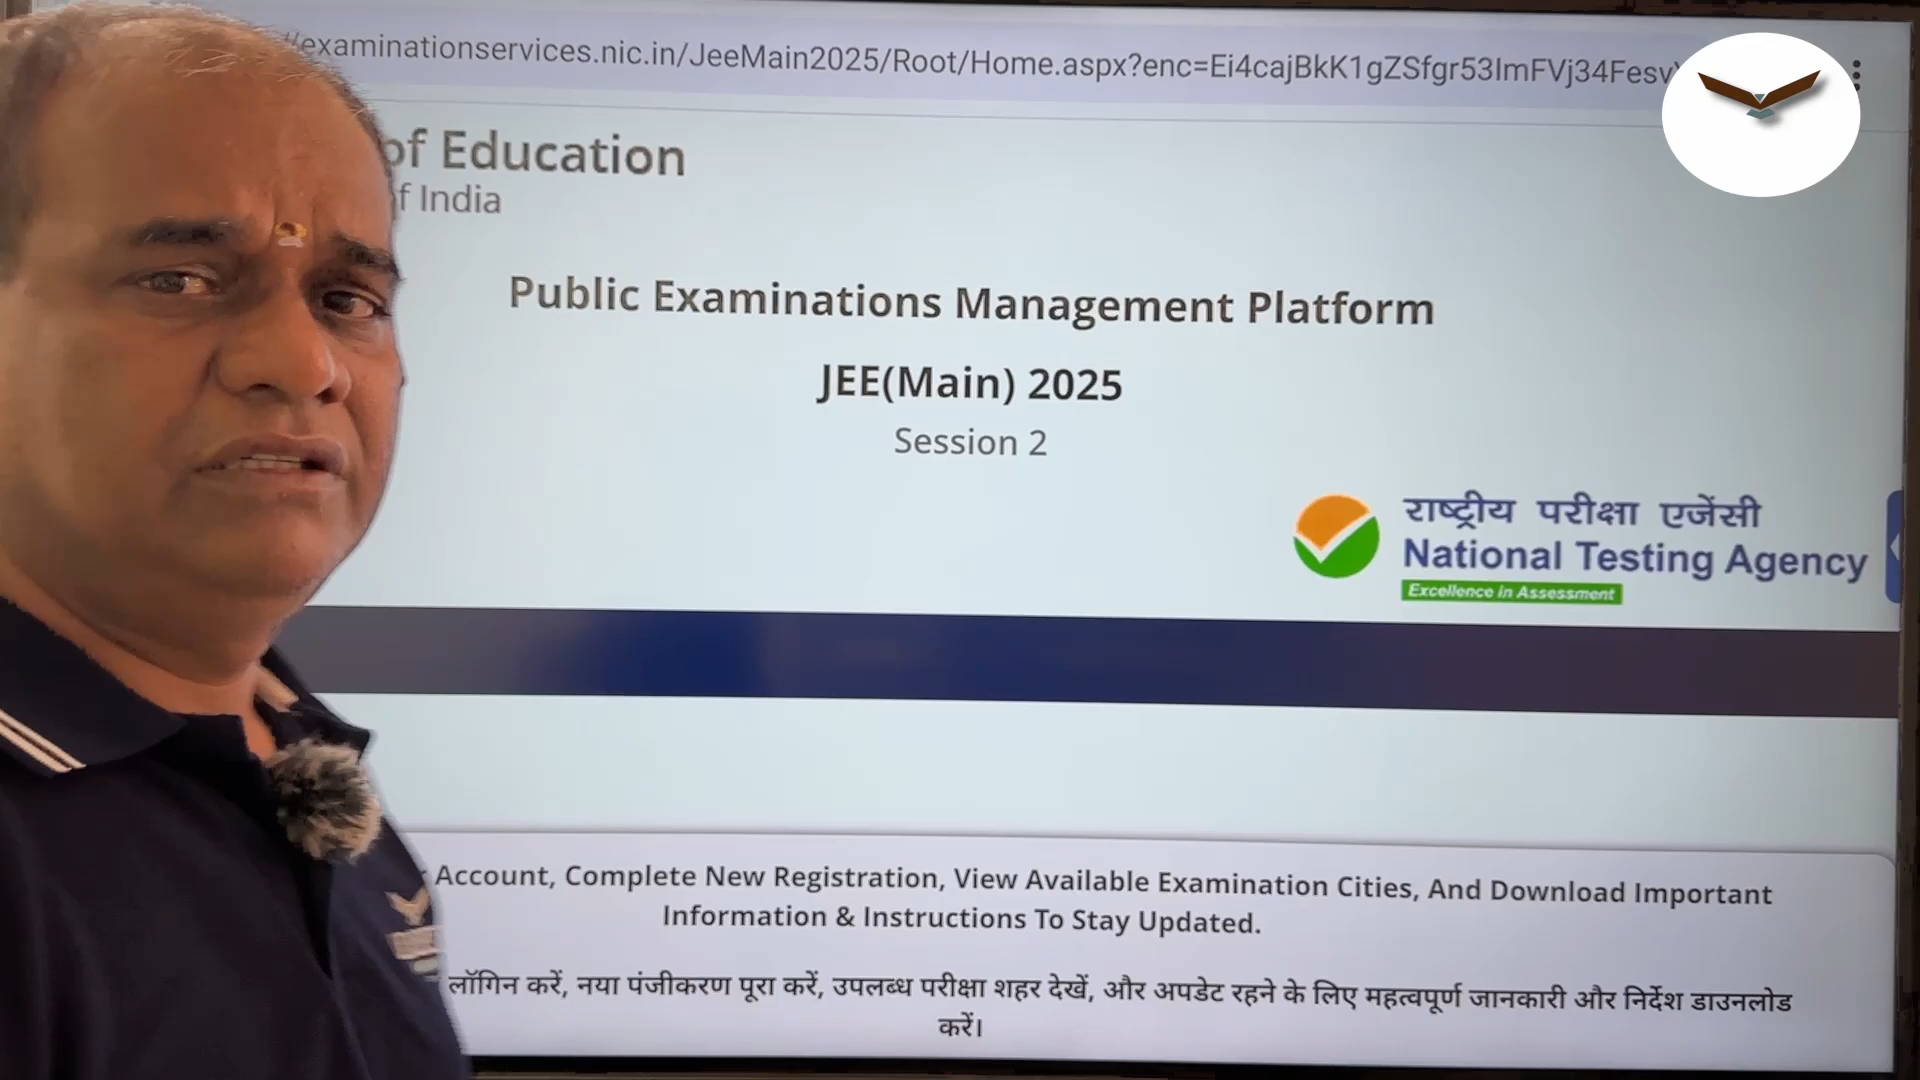 //examinationservices.nic.in/JeeMain2025/Root/Home.aspx?enc=Ei4cajBkK1gZSfgr53ImFVj34Fesv
of Education
of India
Public Examinations Management Platform
JEE(Main) 2025
Session 2
राष्ट्रीय परीक्षा एजेंसी
National Testing Agency
Excellence in Assessment
Account, Complete New Registration, View Available Examination Cities, And Download Important
Information & Instructions To Stay Updated.
लॉगिन करें, नया पंजीकरण पूरा करें, उपलब्ध परीक्षा शहर देखें, और अपडेट रहने के लिए महत्वपूर्ण जानकारी और निर्देश डाउनलोड
करें।